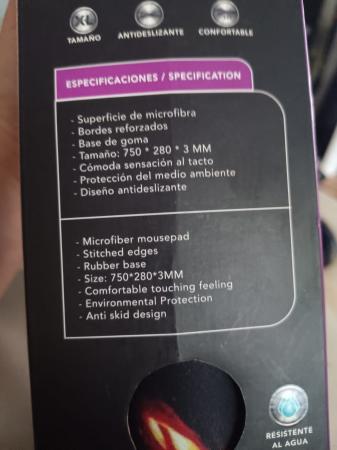 XL
TAMAÑO
ANTIDESLIZANTE
CONFORTABLE
ESPECIFICACIONES / SPECIFICATION
- Superficie de microfibra
- Bordes reforzados
- Base de goma
- Tamaño: 750 * 280 * 3 MM
- Cómoda sensación al tacto
- Protección del medio ambiente
- Diseño antideslizante
- Microfiber mousepad
- Stitched edges
- Rubber base
- Size: 750*280*3MM
- Comfortable touching feeling
- Environmental Protection
- Anti skid design
RESISTENTE
AL AGUA